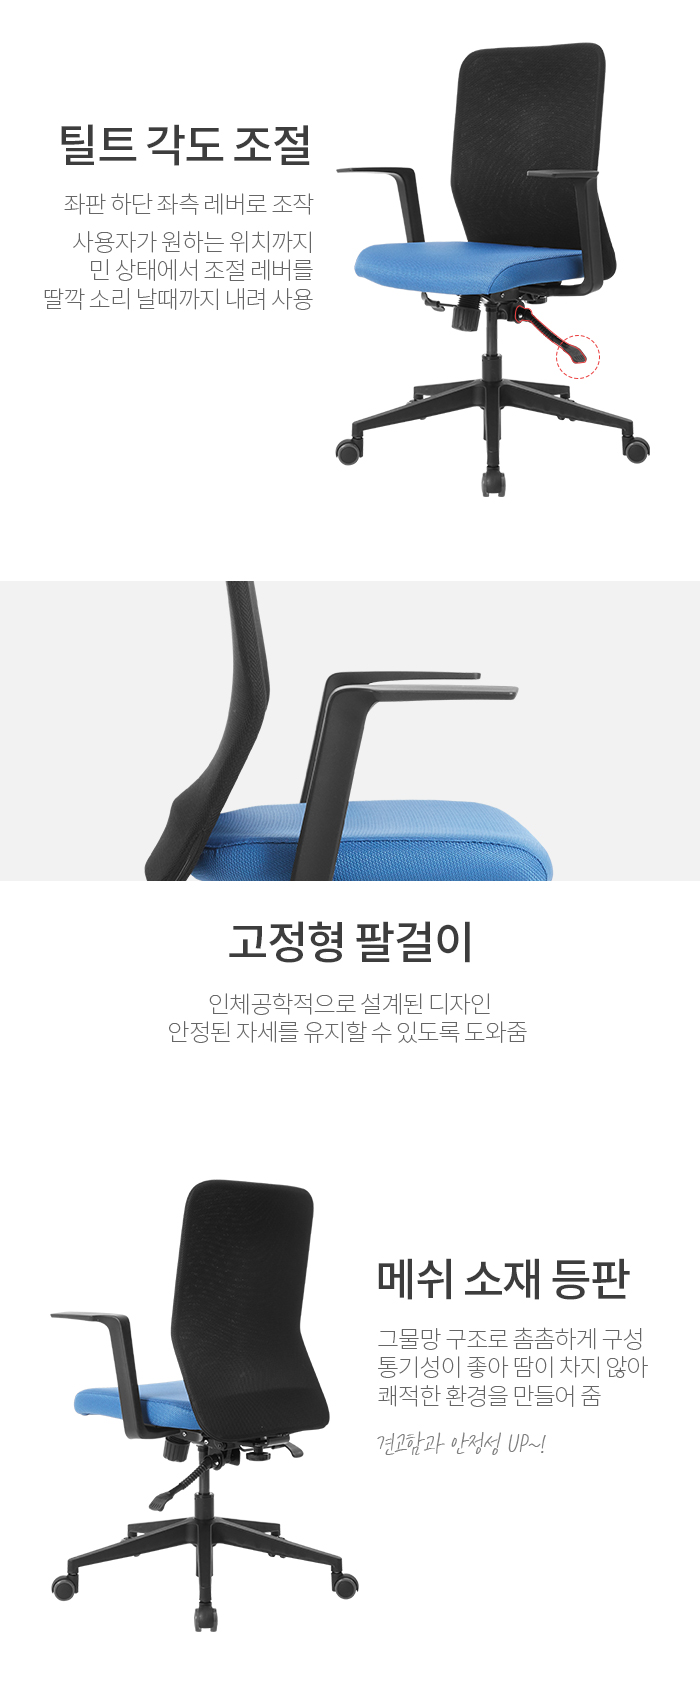 틸트 각도 조절
좌판 하단 좌측 레버로 조작
사용자가 원하는 위치까지
민 상태에서 조절 레버를
딸깍 소리 날때까지 내려 사용
고정형 팔걸이
인체공학적으로 설계된 디자인
안정된 자세를 유지할 수 있도록 도와줌
메쉬 소재 등판
그물망 구조로 촘촘하게 구성
통기성이 좋아 땀이 차지 않아
쾌적한 환경을 만들어 줌
견고함과 안정성 UP~!